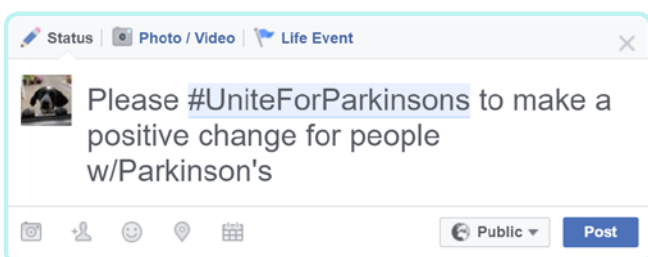 Status Photo / Video Life Event
Please #UniteForParkinsons to make a
positive change for people
w/Parkinson's
Public Post